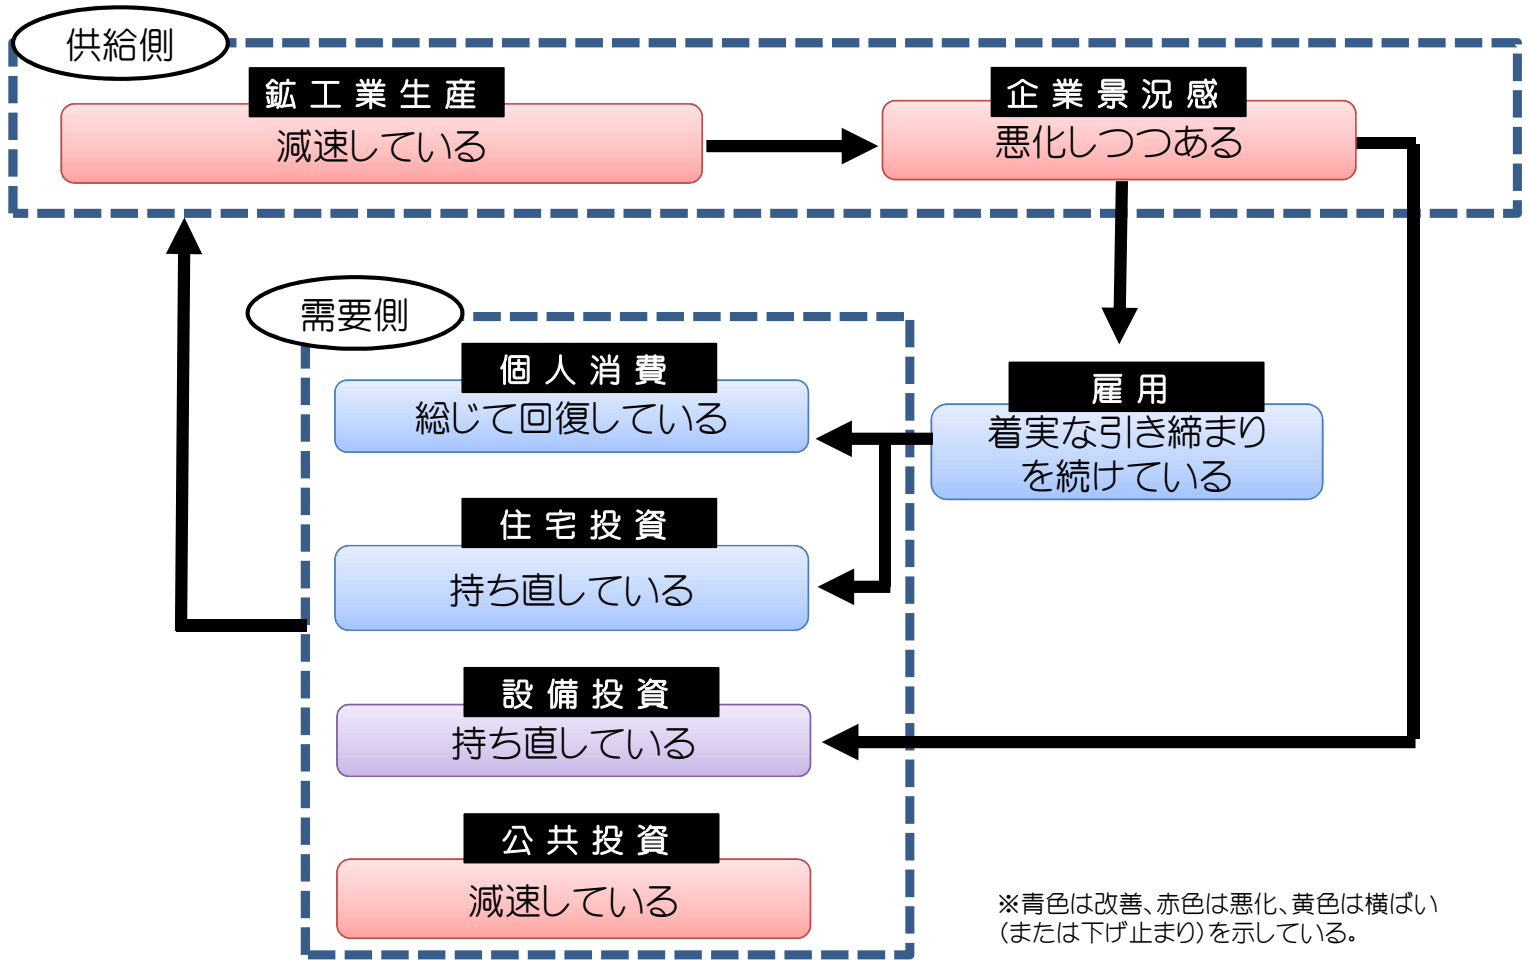 供給側
鉱工業生産
減速している
企業景況感
悪化しつつある
需要側
個人消費
総じて回復している
雇用
着実な引き締まり
を続けている
住宅投資
持ち直している
設備投資
持ち直している
公共投資
減速している
※青色は改善、赤色は悪化、黄色は横ばい
(または下げ止まり)を示している。